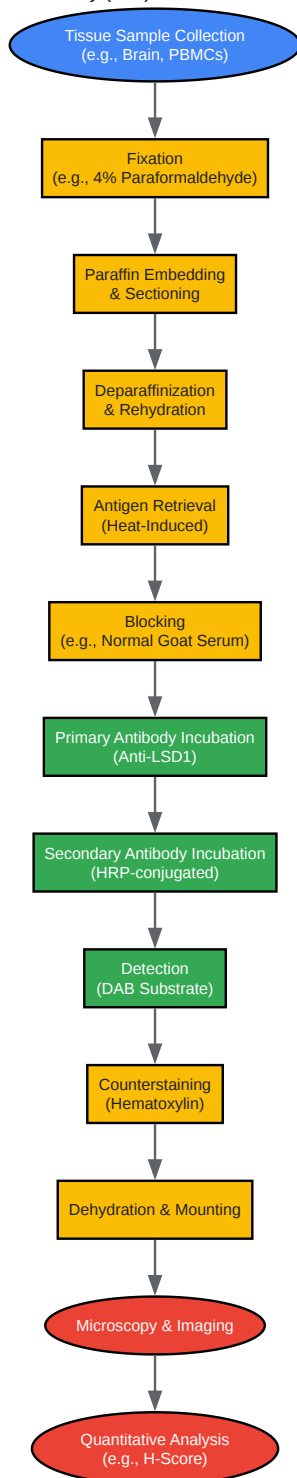 Tissue Sample Collection
(e.g., Brain, PBMCs)
Fixation
(e.g., 4% Paraformaldehyde)
Paraffin Embedding
& Sectioning
Deparaffinization
& Rehydration
Antigen Retrieval
(Heat-Induced)
Blocking
(e.g., Normal Goat Serum)
Primary Antibody Incubation
(Anti-LSD1)
Secondary Antibody Incubation
(HRP-conjugated)
Detection
(DAB Substrate)
Counterstaining
(Hematoxylin)
Dehydration & Mounting
Microscopy & Imaging
Quantitative Analysis
(e.g., H-Score)